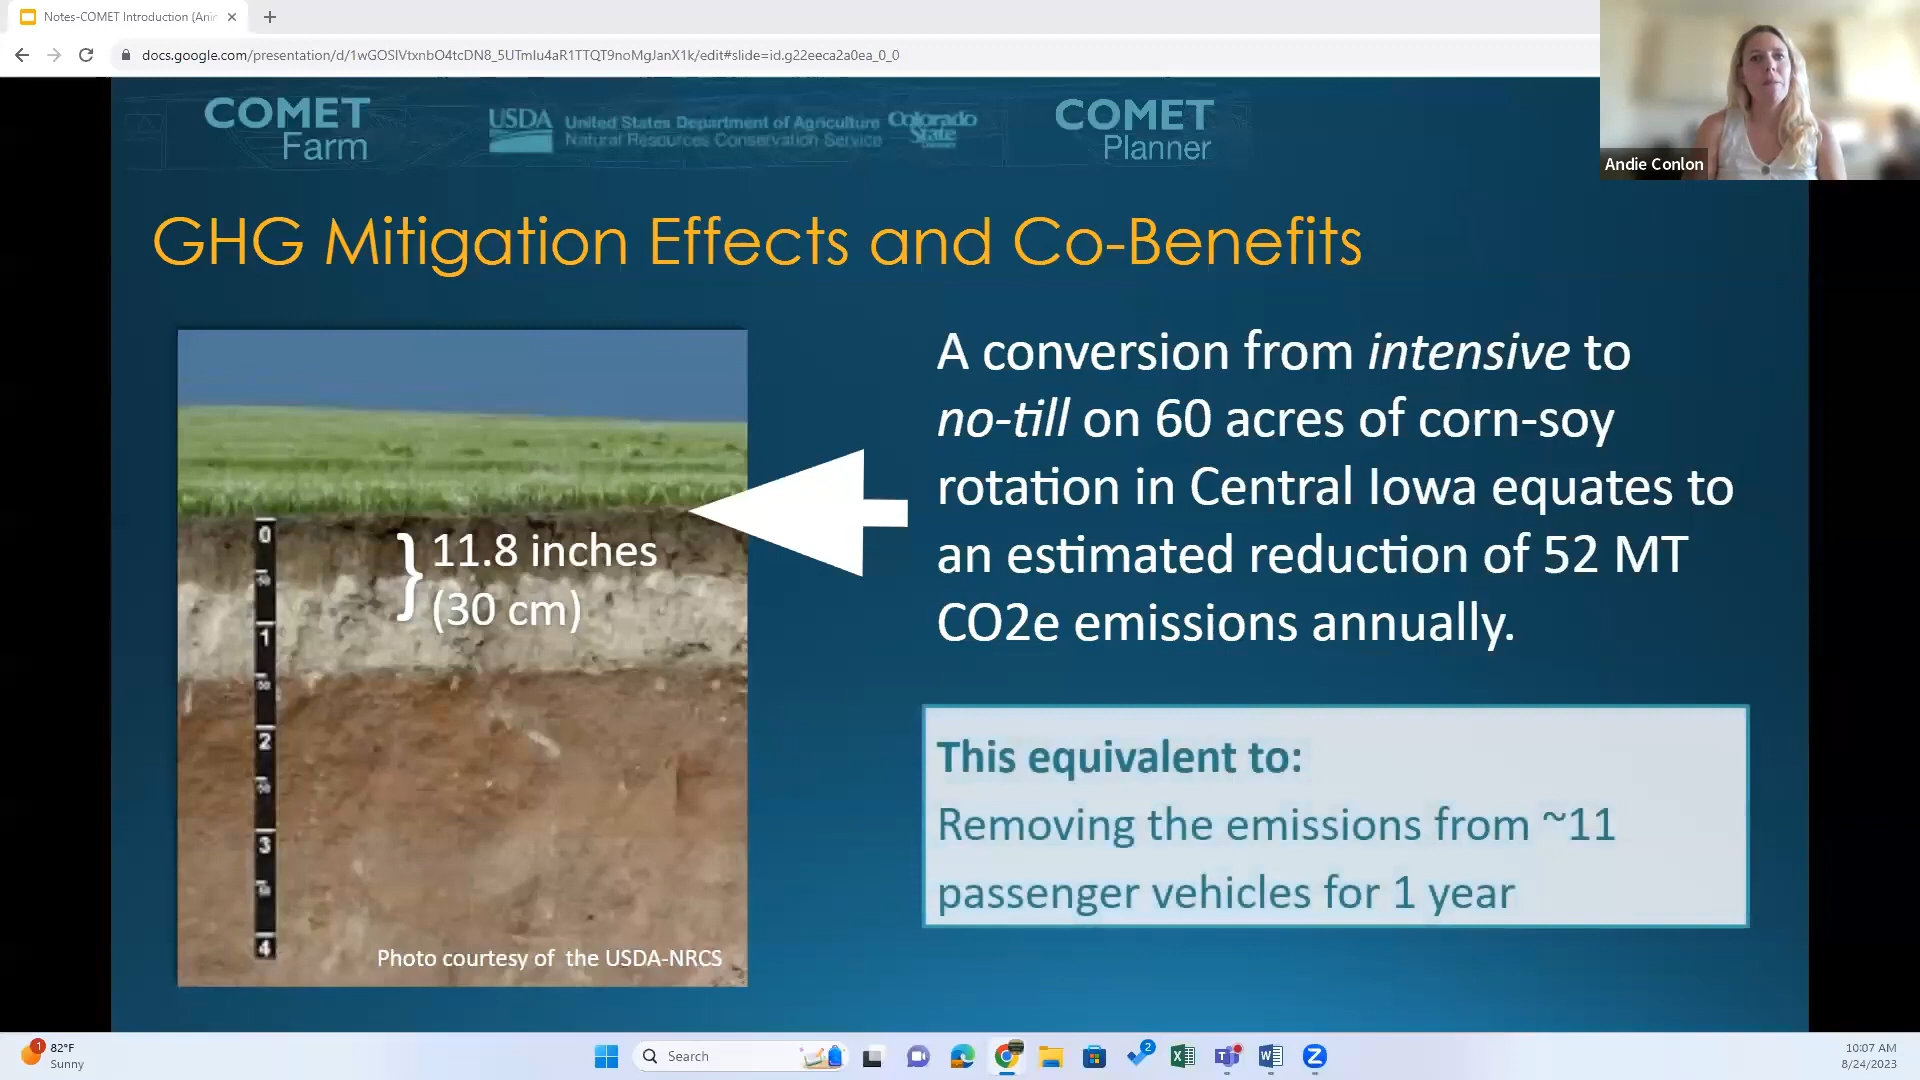 Notes-COMET Introduction (Anin
docs.google.com/presentation/d/1wGOSlVtxnbO4tcDN8_5UTmlu4aR1TTQT9noMgJanX1k/edit#slide=id.g22eeca2a0ea_0_0
Andie Conlon
COMET
Farm
USDA
United States Department of Agriculture
Natural Resources Conservation Service
Colorado
State
COMET
Planner
GHG Mitigation Effects and Co-Benefits
A conversion from intensive to
no-till on 60 acres of corn-soy
rotation in Central Iowa equates to
an estimated reduction of 52 MT
CO2e emissions annually.
0
1
2
3
4
} 11.8 inches
(30 cm)
Photo courtesy of the USDA-NRCS
This equivalent to:
Removing the emissions from ~11
passenger vehicles for 1 year
1
82°F
Sunny
Search
2
10:07 AM
8/24/2023